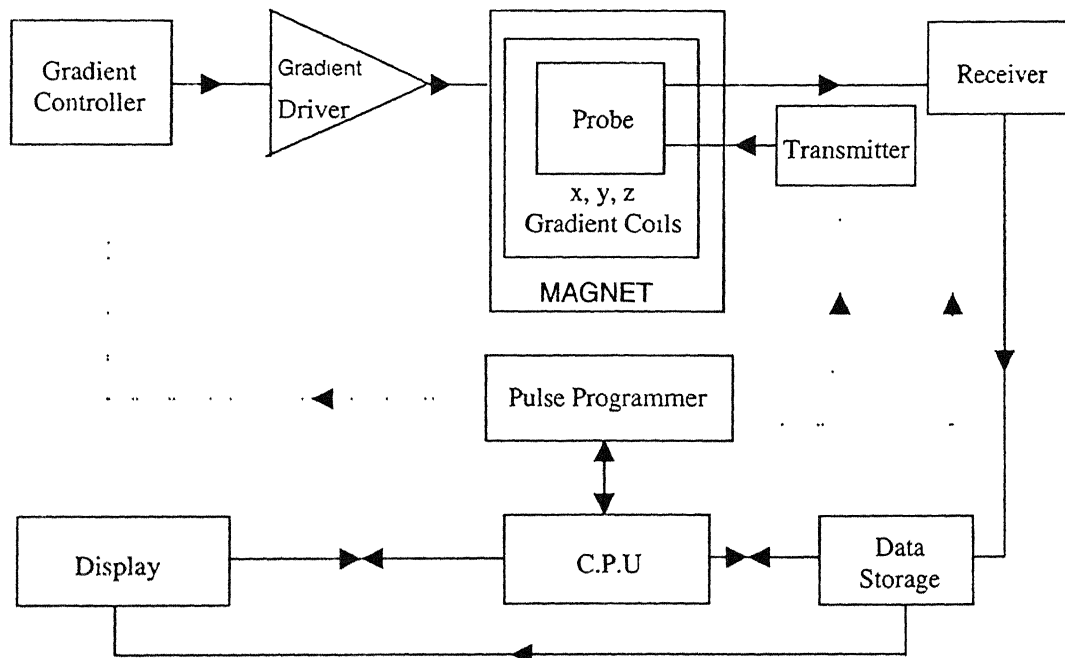 Gradient
Controller
Gradient
Driver
Probe
x, y, z
Gradient Coils
MAGNET
Receiver
Transmitter
Pulse Programmer
Display
C.P.U
Data
Storage